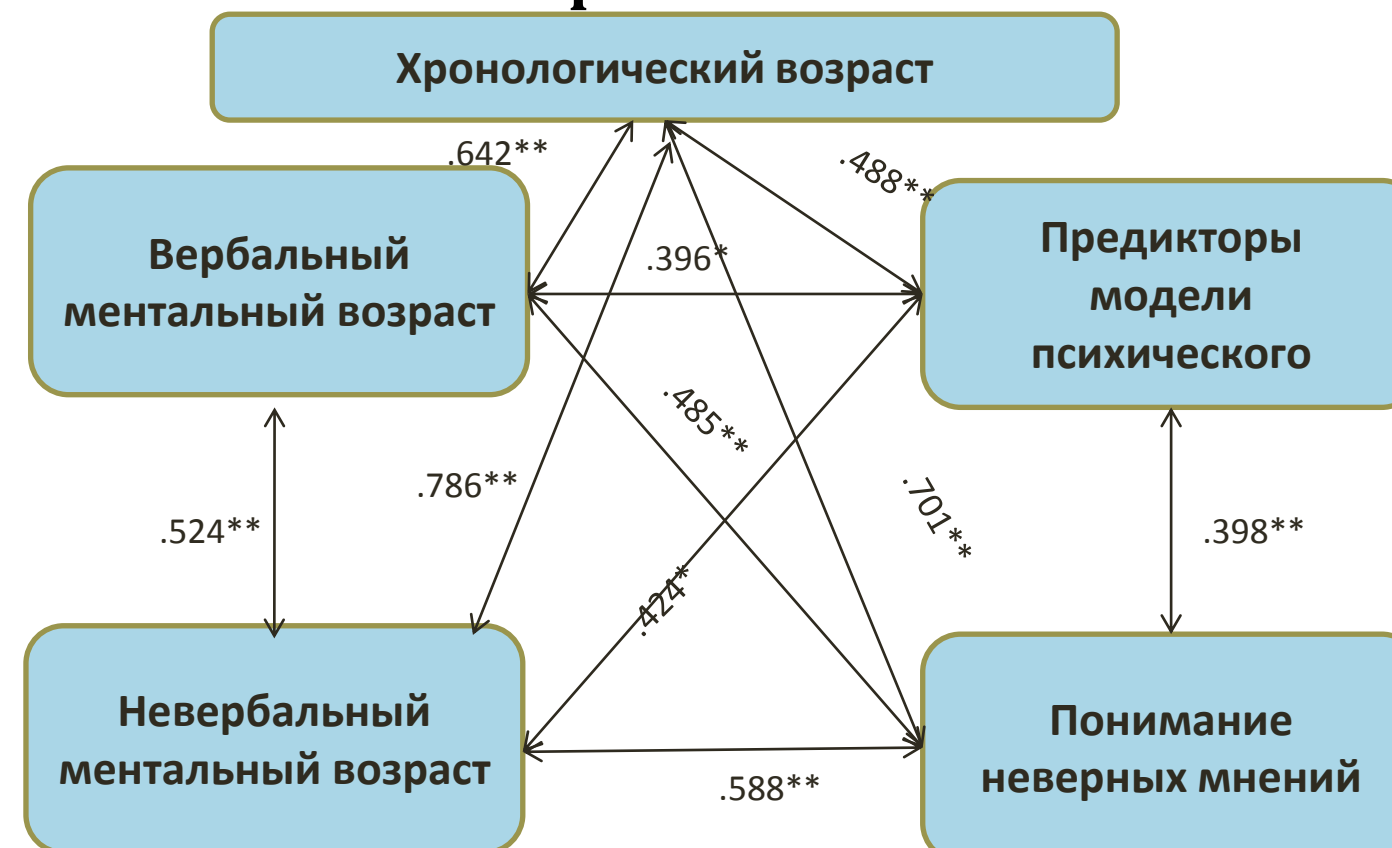 Хронологический возраст
.642**
.488**
Вербальный
ментальный возраст
.396*
Предикторы
модели
психического
.485**
.786**
.701**
.524**
.398**
.424*
Невербальный
ментальный возраст
.588**
Понимание
неверных мнений